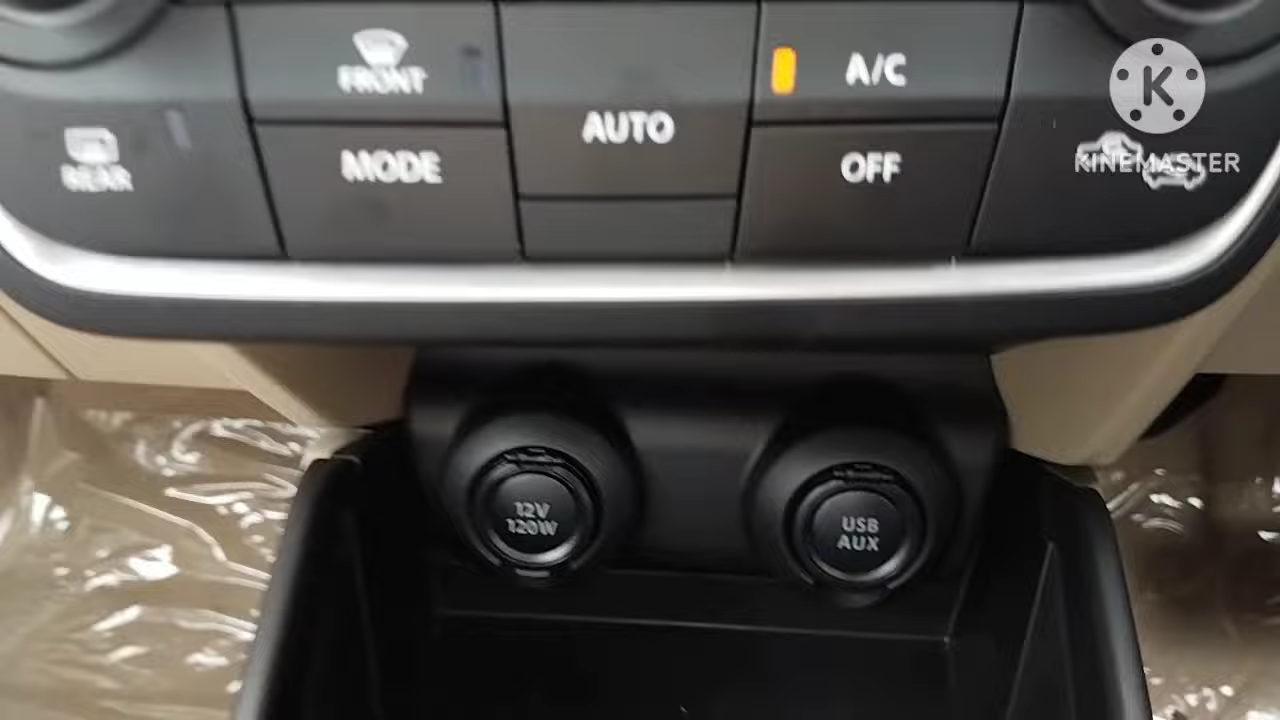 FRONT
A/C
AUTO
REAR
MODE
OFF
K
KINEMASTER
12V
120W
USB
AUX